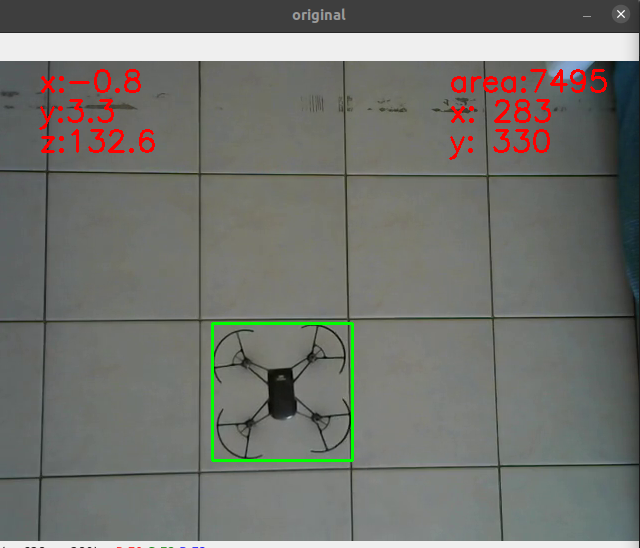 original
x:-0.8
y:3.3
z:132.6
area:7495
x: 283
y: 330